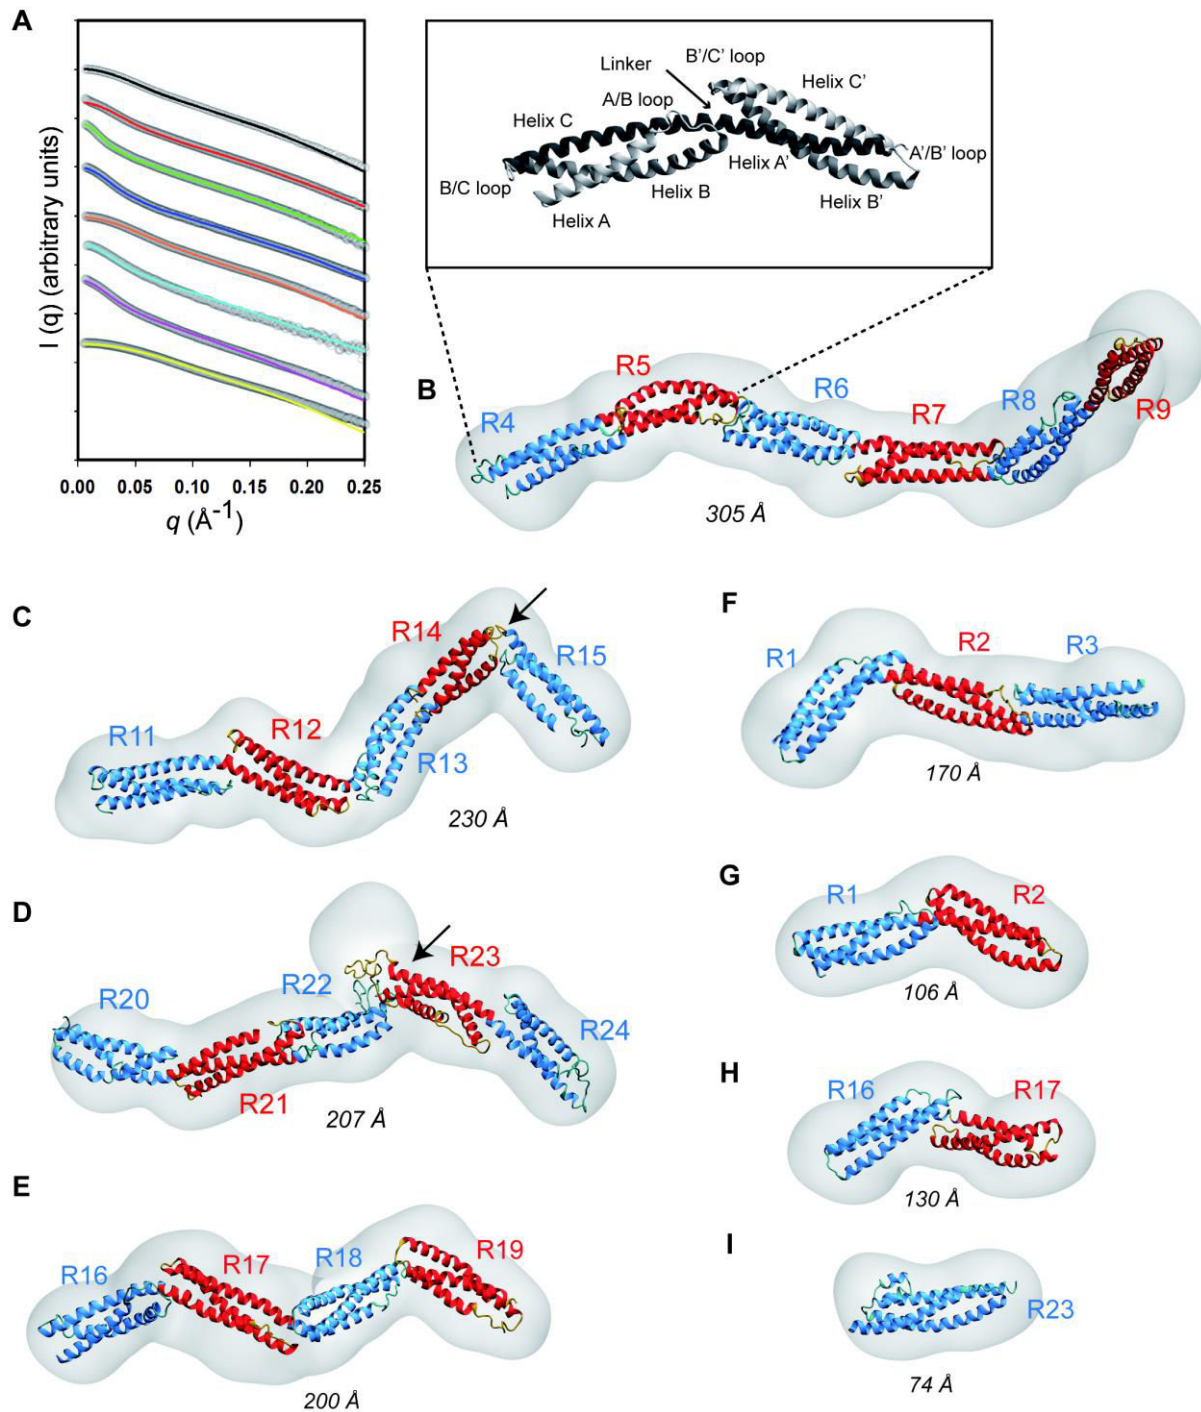 A
I (q) (arbitrary units)
0.00 0.05 0.10 0.15 0.20 0.25
q (Å⁻¹)
B'/C' loop
Linker
Helix C'
A/B loop
Helix C
A'/B' loop
Helix A'
B/C loop
Helix B
Helix B'
Helix A
B
R4
R5
R6
R7
R8
R9
305 Å
C
R11
R12
R13
R14
R15
230 Å
D
R20
R21
R22
R23
R24
207 Å
E
R16
R17
R18
R19
200 Å
F
R1
R2
R3
170 Å
G
R1
R2
106 Å
H
R16
R17
130 Å
I
R23
74 Å